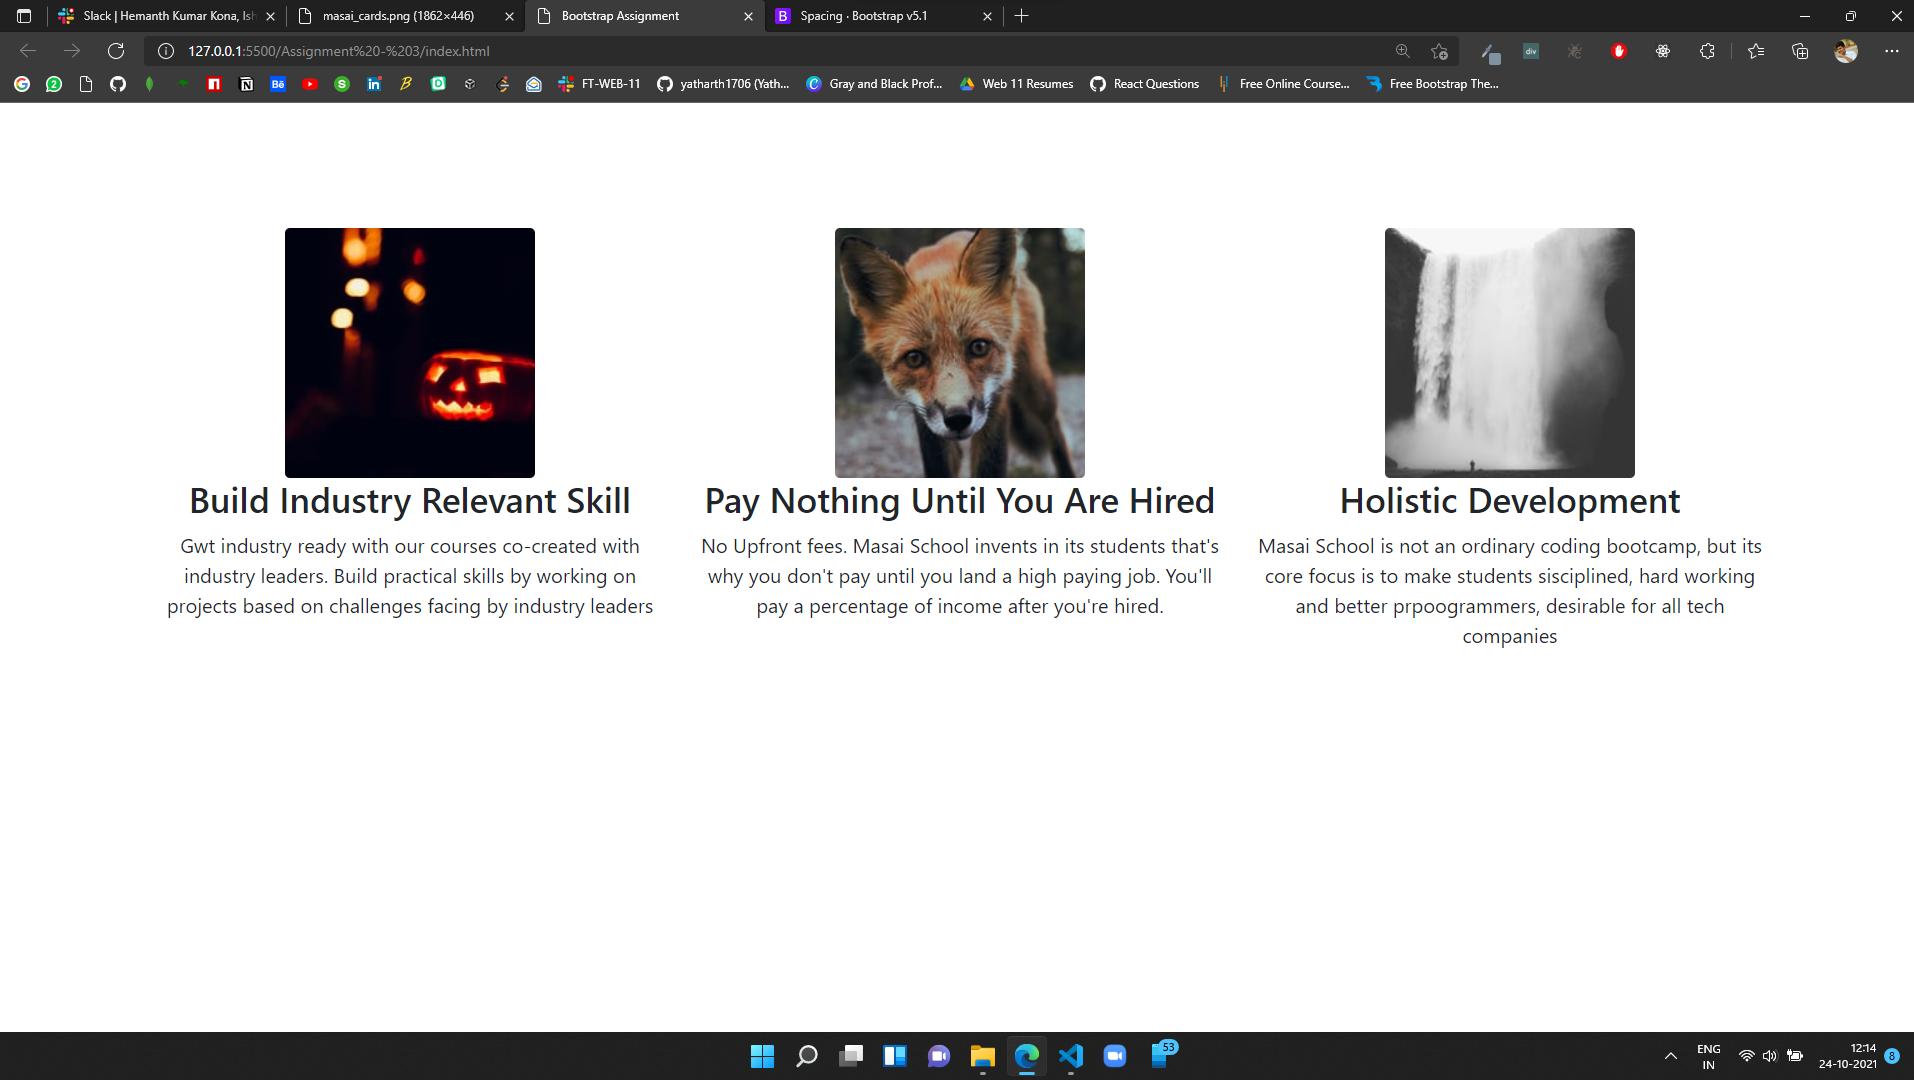 Slack | Hemanth Kumar Kona, Ish
masai_cards.png (1862×446)
Bootstrap Assignment
B Spacing · Bootstrap v5.1
127.0.0.1:5500/Assignment%20-%203/index.html
div
2
n
N
Bē
S
in
FT-WEB-11
yatharth1706 (Yath...
C
Gray and Black Prof...
Web 11 Resumes
React Questions
Free Online Course...
Free Bootstrap The...
Build Industry Relevant Skill
Gwt industry ready with our courses co-created with
industry leaders. Build practical skills by working on
projects based on challenges facing by industry leaders
Pay Nothing Until You Are Hired
No Upfront fees. Masai School invents in its students that's
why you don't pay until you land a high paying job. You'll
pay a percentage of income after you're hired.
Holistic Development
Masai School is not an ordinary coding bootcamp, but its
core focus is to make students sisciplined, hard working
and better prpoogrammers, desirable for all tech
companies
53
ENG
IN
12:14
24-10-2021
8